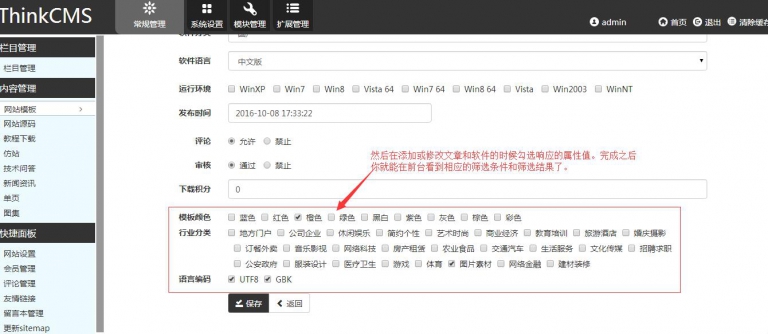 ThinkCMS
常规管理 系统设置 模块管理 扩展管理
admin 首页 退出 清除缓存
栏目管理
栏目管理
内容管理
网站模板
网站源码
教程下载
仿站
技术问答
新闻资讯
单页
图集
快捷面板
网站设置
会员管理
评论管理
友情链接
留言本管理
更新sitemap
软件语言 中文版
运行环境 WinXP Win7 Win8 Vista 64 Win7 64 Win8 64 Vista Win2003 WinNT
发布时间 2016-10-08 17:33:22
评论 允许 禁止
审核 通过 禁止
然后在添加或修改文章和软件的时候勾选响应的属性值。完成之后
你就能在前台看到相应的筛选条件和筛选结果了。
下载积分 0
模板颜色 蓝色 红色 橙色 绿色 黑白 紫色 灰色 棕色 彩色
行业分类 地方门户 公司企业 休闲娱乐 简约个性 艺术时尚 商业经济 教育培训 旅游酒店 婚庆摄影
订餐外卖 音乐影视 网络科技 房产租赁 农业食品 交通汽车 生活服务 文化传媒 招聘求职
公安政府 服装设计 医疗卫生 游戏 体育 图片素材 网络金融 建材装修
语言编码 UTF8 GBK
保存 返回